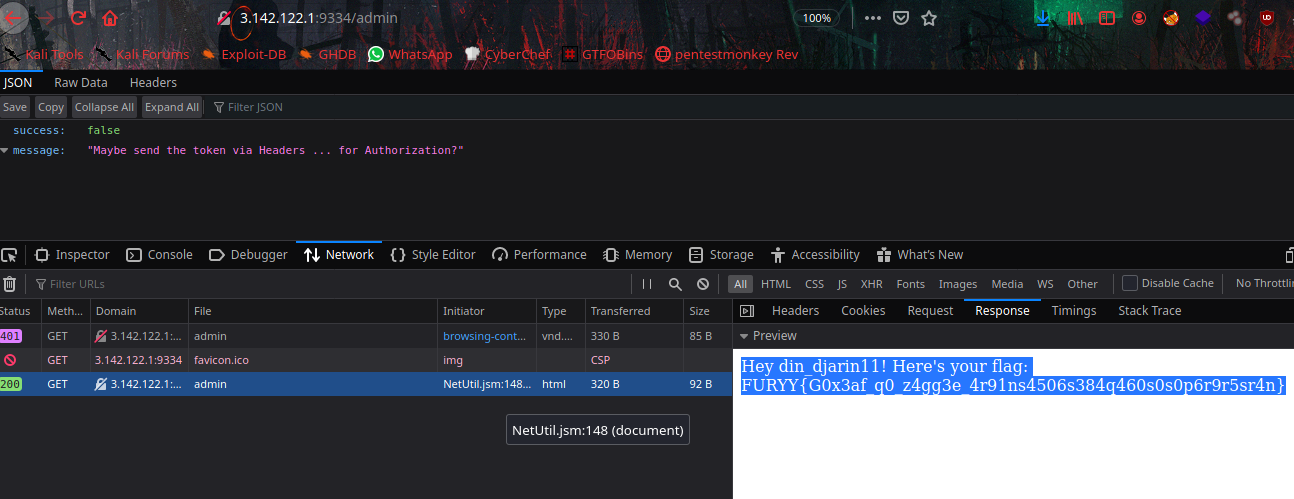 3.142.122.1:9334/admin
100%
Kali Tools Kali Forums Exploit-DB GHDB WhatsApp CyberChef GTFOBins pentestmonkey Rev
JSON Raw Data Headers
Save Copy Collapse All Expand All Filter JSON
success: false
message: "Maybe send the token via Headers ... for Authorization?"
Inspector Console Debugger Network Style Editor Performance Memory Storage Accessibility What's New
Filter URLs All HTML CSS JS XHR Fonts Images Media WS Other Disable Cache No Throttlin
Status Meth... Domain File Initiator Type Transferred Size Headers Cookies Request Response Timings Stack Trace
401 GET 3.142.122.1:... admin browsing-cont... vnd.... 330 B 85 B
Preview
GET 3.142.122.1:9334 favicon.ico img CSP
200 GET 3.142.122.1:... admin NetUtil.jsm:148... html 320 B 92 B
Hey din_djarin11! Here's your flag:
FURYY{G0x3af_q0_z4gg3e_4r91ns4506s384q460s0s0p6r9r5sr4n}
NetUtil.jsm:148 (document)